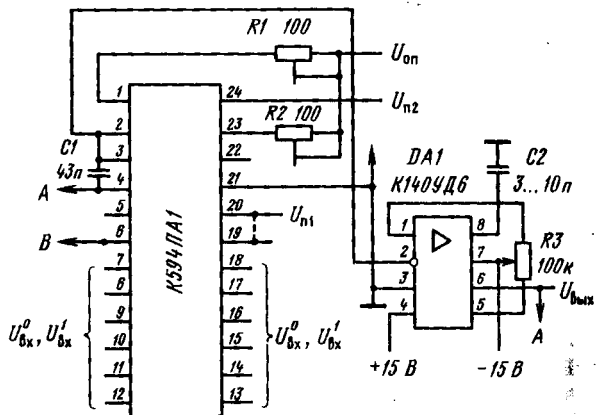 R1 100
Uоп
1
24
Uп2
2
23
R2 100
C1
43п
3
22
A
4
21
DA1
К140УД6
C2
3...10п
5
20
Uп1
B
6
19
К594ПА1
1
8
2
7
R3
100к
3
6
Uвых
4
5
A
+15 В
-15 В
7
18
8
17
U⁰вх, U¹вх
9
16
U⁰вх, U¹вх
10
15
11
14
12
13